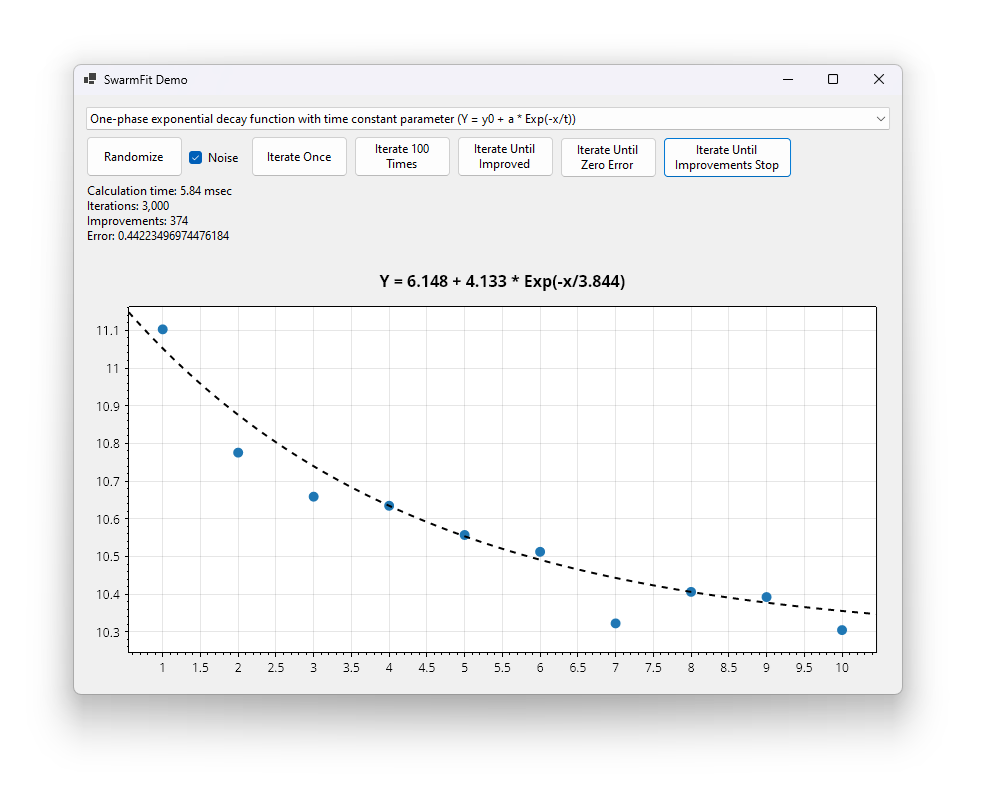 SwarmFit Demo
One-phase exponential decay function with time constant parameter (Y = y0 + a * Exp(-x/t))
Randomize
Noise
Iterate Once
Iterate 100
Times
Iterate Until
Improved
Iterate Until
Zero Error
Iterate Until
Improvements Stop
Calculation time: 5.84 msec
Iterations: 3,000
Improvements: 374
Error: 0.44223496974476184
Y = 6.148 + 4.133 * Exp(-x/3.844)
11.1
11
10.9
10.8
10.7
10.6
10.5
10.4
10.3
1 1.5 2 2.5 3 3.5 4 4.5 5 5.5 6 6.5 7 7.5 8 8.5 9 9.5 10